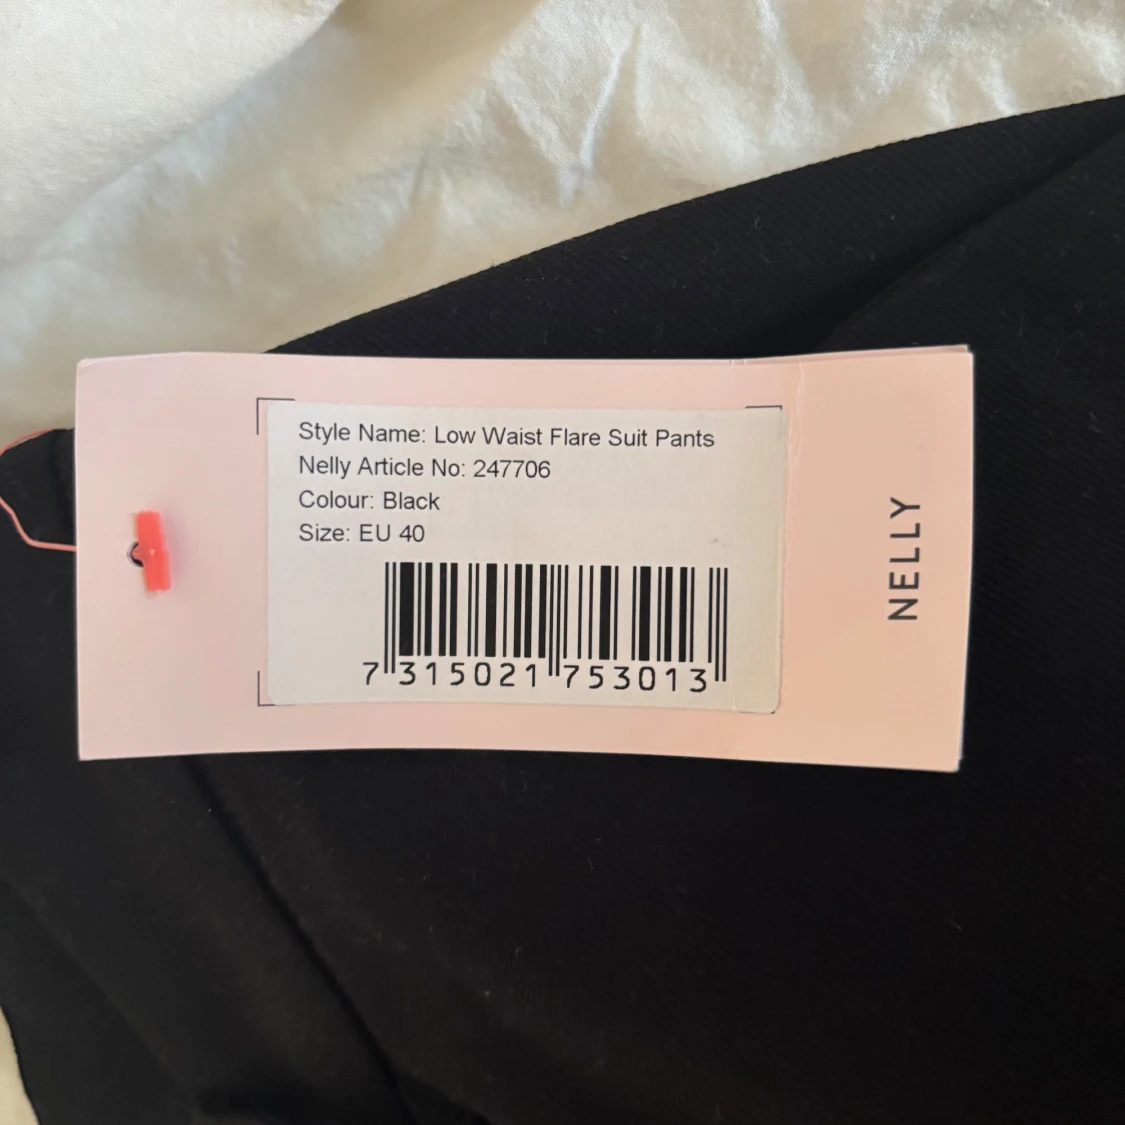 Style Name: Low Waist Flare Suit Pants
Nelly Article No: 247706
Colour: Black
Size: EU 40
7 315021 753013
NELLY